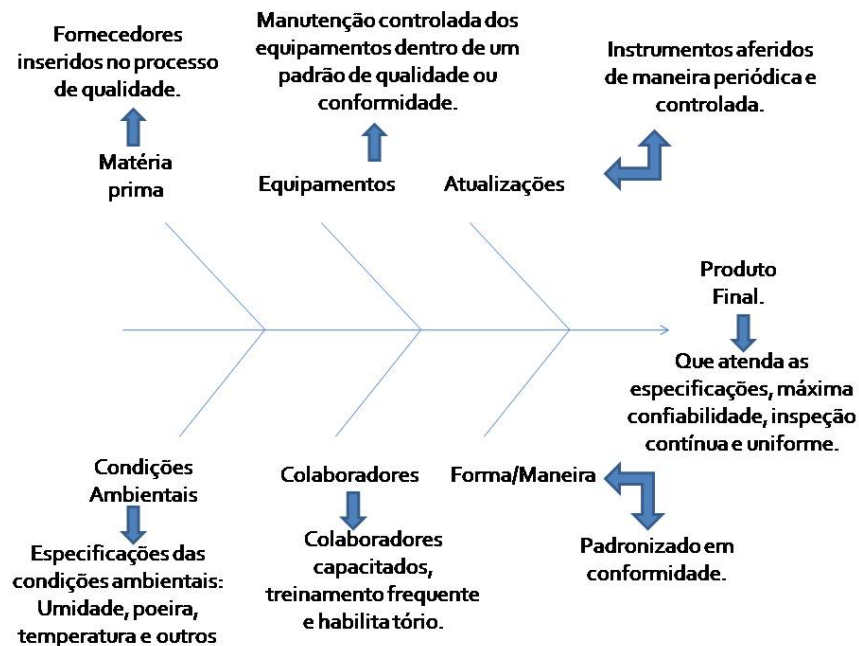 Fornecedores
inseridos no processo
de qualidade.
Manutenção controlada dos
equipamentos dentro de um
padrão de qualidade ou
conformidade.
Instrumentos aferidos
de maneira periódica e
controlada.
Matéria
prima
Equipamentos
Atualizações
Produto
Final.
Que atenda as
especificações, máxima
confiabilidade, inspeção
contínua e uniforme.
Condições
Ambientais
Colaboradores
Forma/Maneira
Especificações das
condições ambientais:
Umidade, poeira,
temperatura e outros
Colaboradores
capacitados,
treinamento frequente
e habilita tório.
Padronizado em
conformidade.